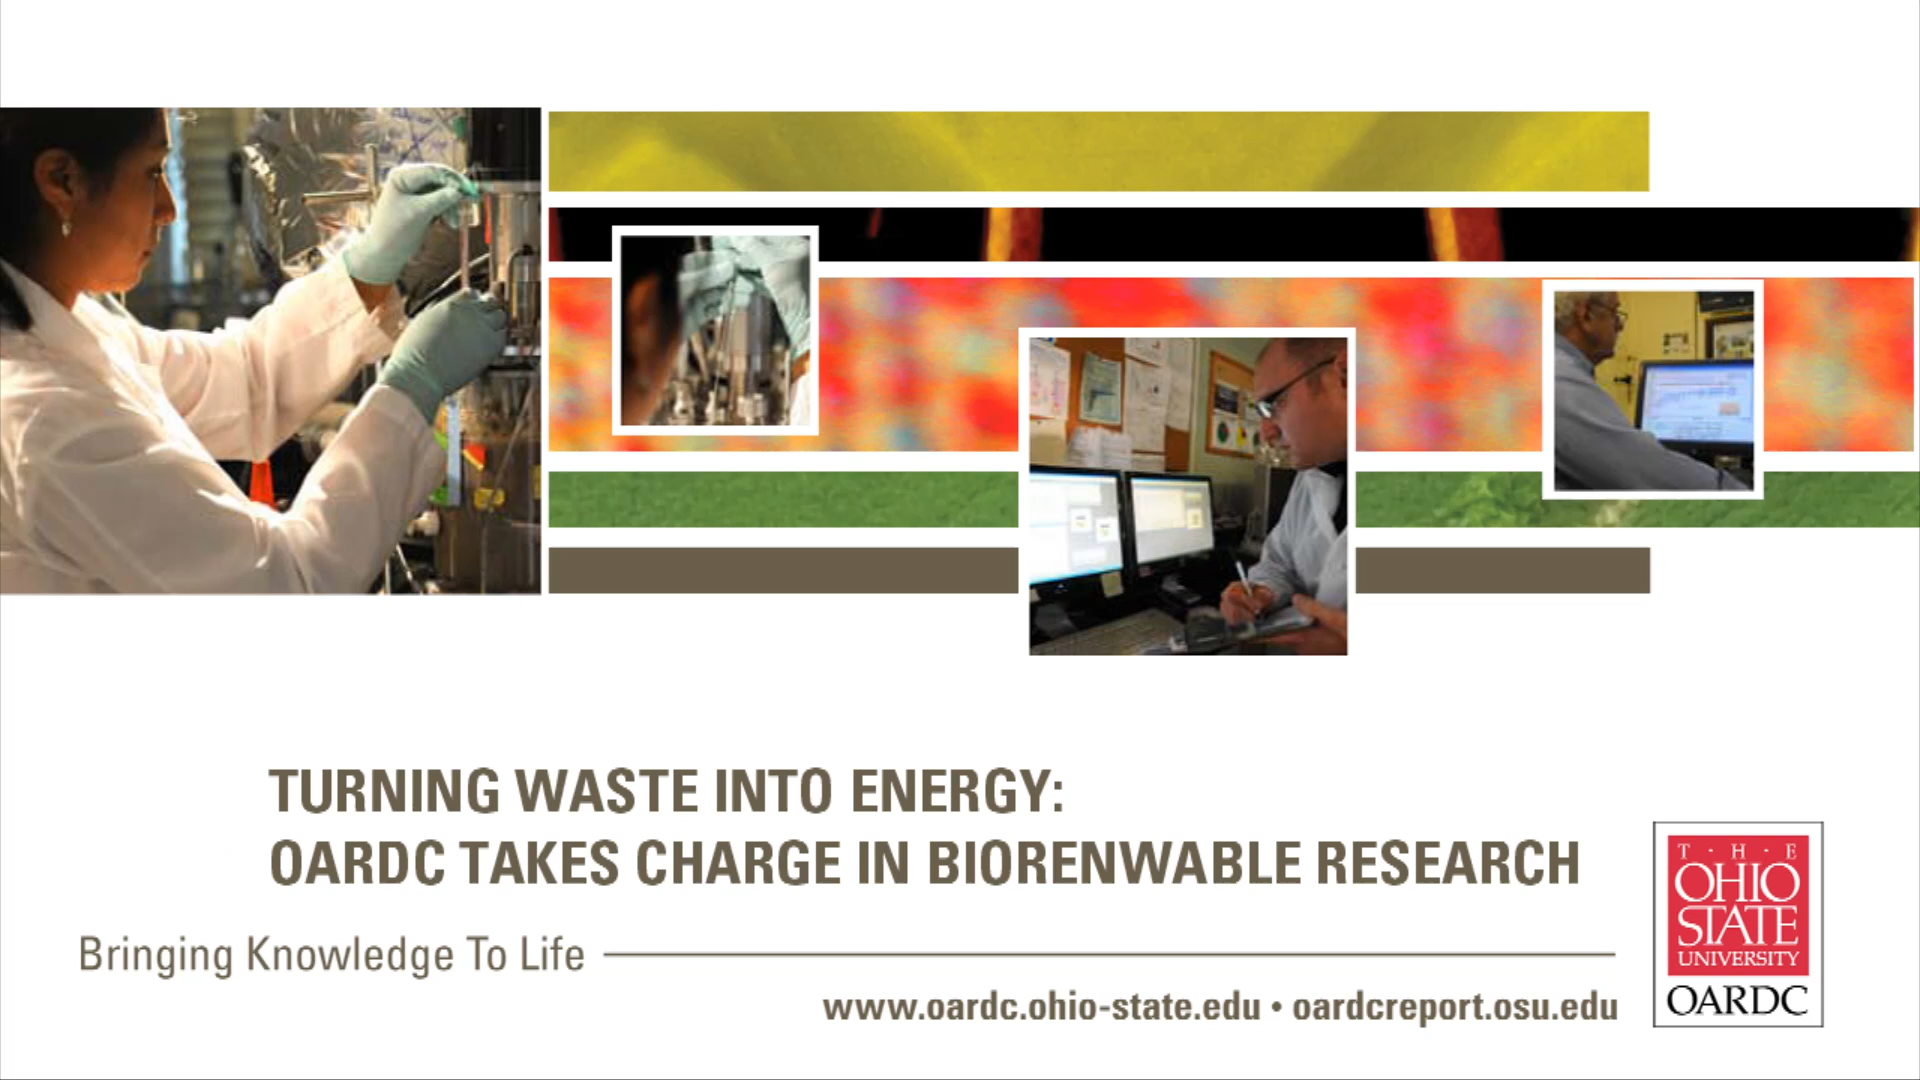 TURNING WASTE INTO ENERGY:
OARDC TAKES CHARGE IN BIORENWABLE RESEARCH
Bringing Knowledge To Life
www.oardc.ohio-state.edu • oardcreport.osu.edu
T · H · E
OHIO
STATE
UNIVERSITY
OARDC